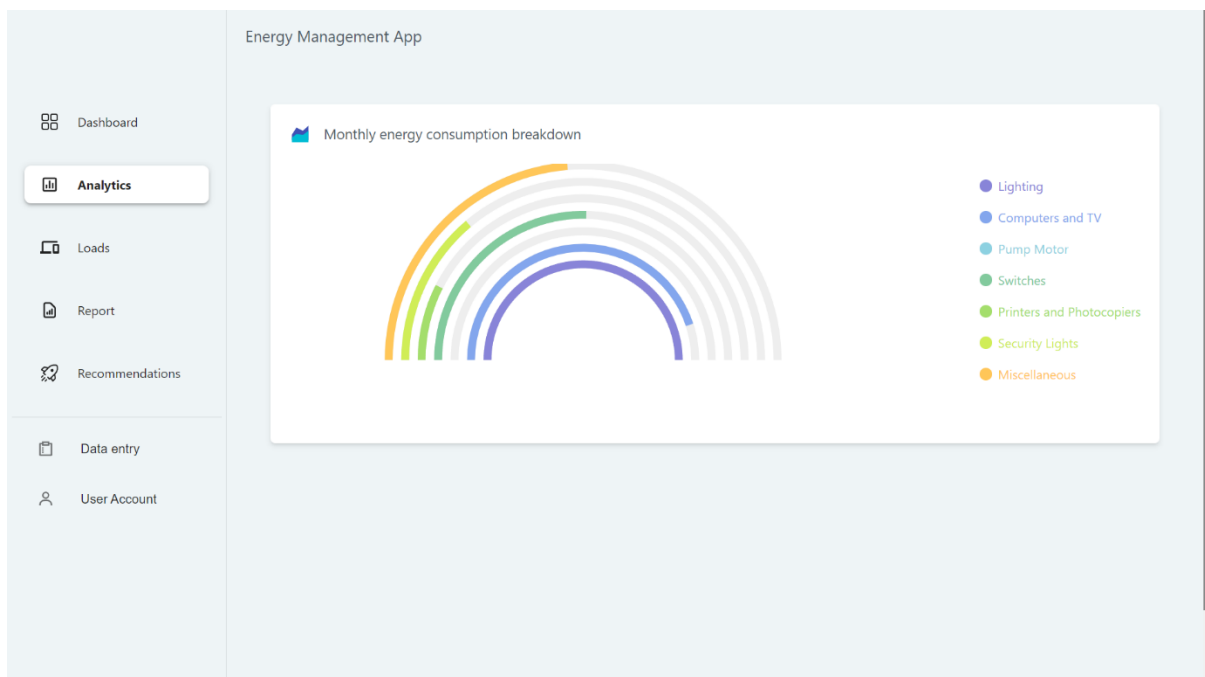 Energy Management App
Dashboard
Analytics
Loads
Report
Recommendations
Data entry
User Account
Monthly energy consumption breakdown
Lighting
Computers and TV
Pump Motor
Switches
Printers and Photocopiers
Security Lights
Miscellaneous